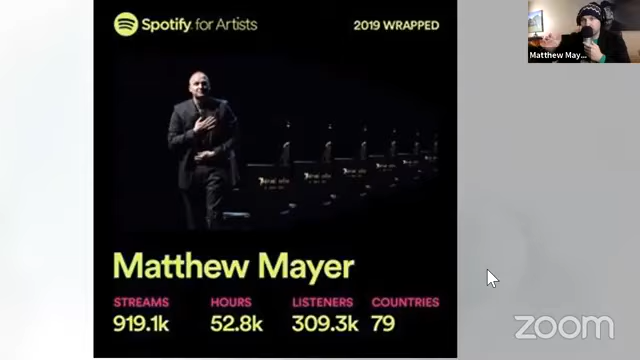 Spotify for Artists
2019 WRAPPED
Matthew May...
Matthew Mayer
STREAMS HOURS LISTENERS COUNTRIES
919.1k 52.8k 309.3k 79
zoom